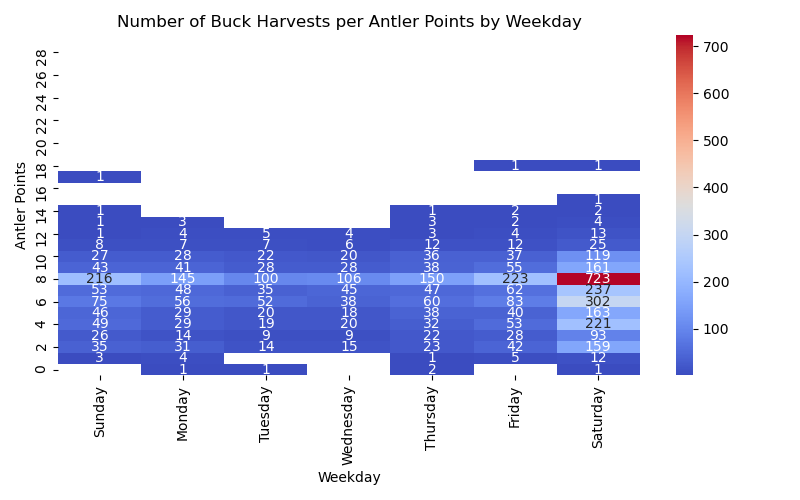 Number of Buck Harvests per Antler Points by Weekday
Antler Points
28
26
24
22
20
18 1 1
1
16
1
14 1 1 2 2
1 3 3 2 4
12 1 4 5 4 3 4 13
8 7 7 6 12 12 25
10 27 28 22 20 36 37 119
43 41 28 28 38 55 161
8 216 145 100 106 150 223 723
53 48 35 45 47 62 237
6 75 56 52 38 60 83 302
46 29 20 18 38 40 163
4 49 29 19 20 32 53 221
26 14 9 9 22 28 93
2 35 31 14 15 23 42 159
3 4 1 5 12
0 1 1 2 1
Sunday Monday Tuesday Wednesday Thursday Friday Saturday
Weekday
700
600
500
400
300
200
100